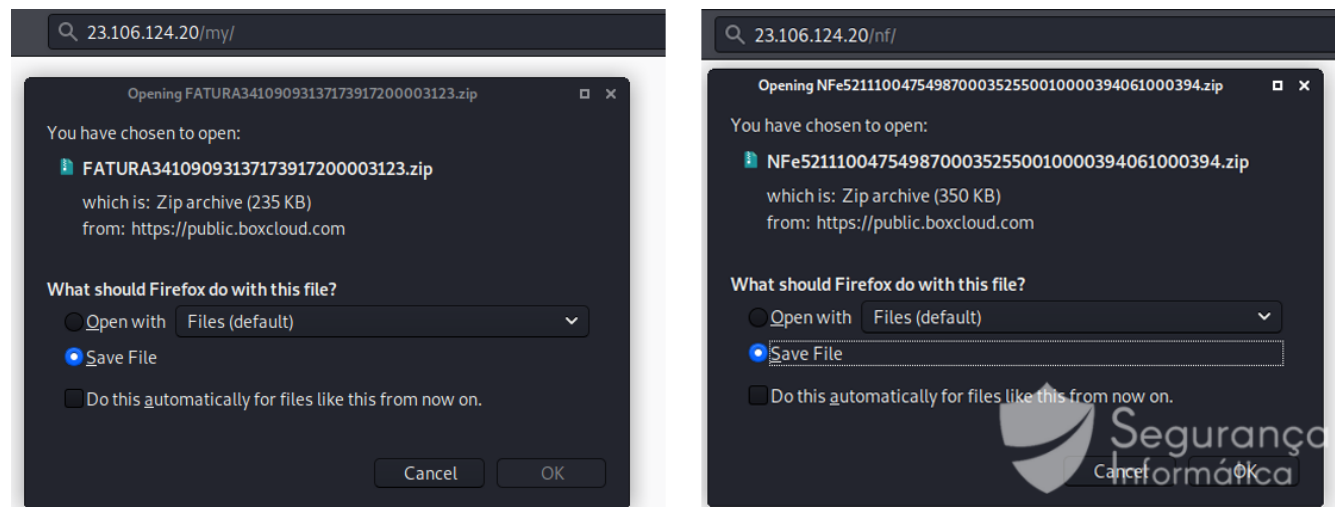 23.106.124.20/my/
Opening FATURA34109093137173917200003123.zip
You have chosen to open:
FATURA34109093137173917200003123.zip
which is: Zip archive (235 KB)
from: https://public.boxcloud.com
What should Firefox do with this file?
Open with Files (default)
Save File
Do this automatically for files like this from now on.
Cancel OK
23.106.124.20/nf/
Opening NFe52111004754987000352550010000394061000394.zip
You have chosen to open:
NFe52111004754987000352550010000394061000394.zip
which is: Zip archive (350 KB)
from: https://public.boxcloud.com
What should Firefox do with this file?
Open with Files (default)
Save File
Do this automatically for files like this from now on.
Cancel OK
Segurança
Informática